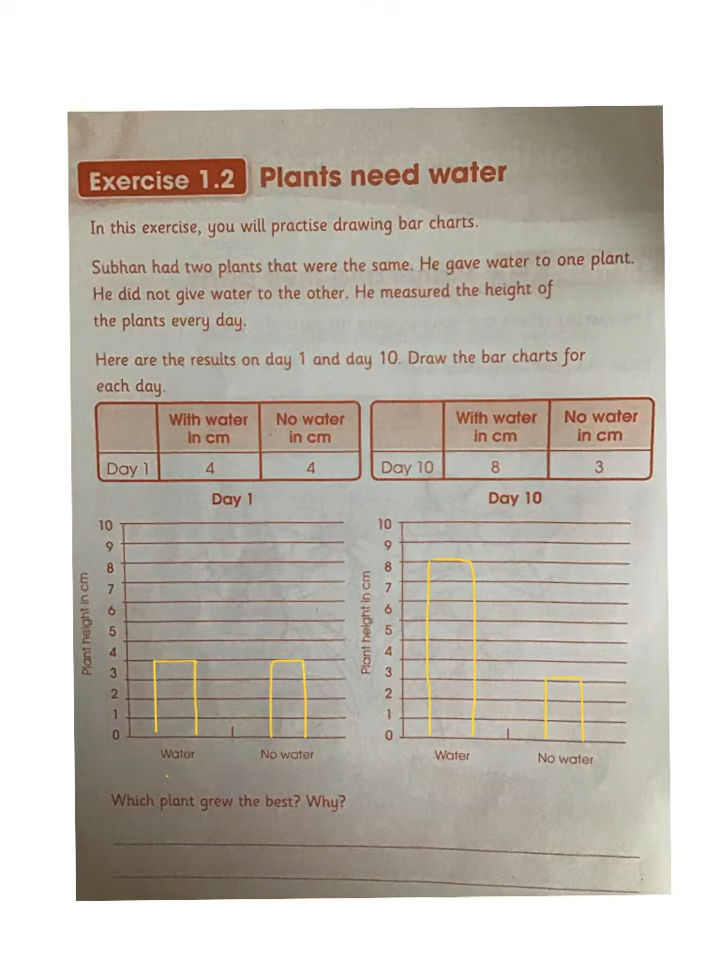 Exercise 1.2 Plants need water
In this exercise, you will practise drawing bar charts.
Subhan had two plants that were the same. He gave water to one plant.
He did not give water to the other. He measured the height of
the plants every day.
Here are the results on day 1 and day 10. Draw the bar charts for
each day.
With water in cm No water in cm
Day 1 4 4
With water in cm No water in cm
Day 10 8 3
Day 1
Plant height in cm
10
9
8
7
6
5
4
3
2
1
0
Water No water
Day 10
Plant height in cm
10
9
8
7
6
5
4
3
2
1
0
Water No water
Which plant grew the best? Why?